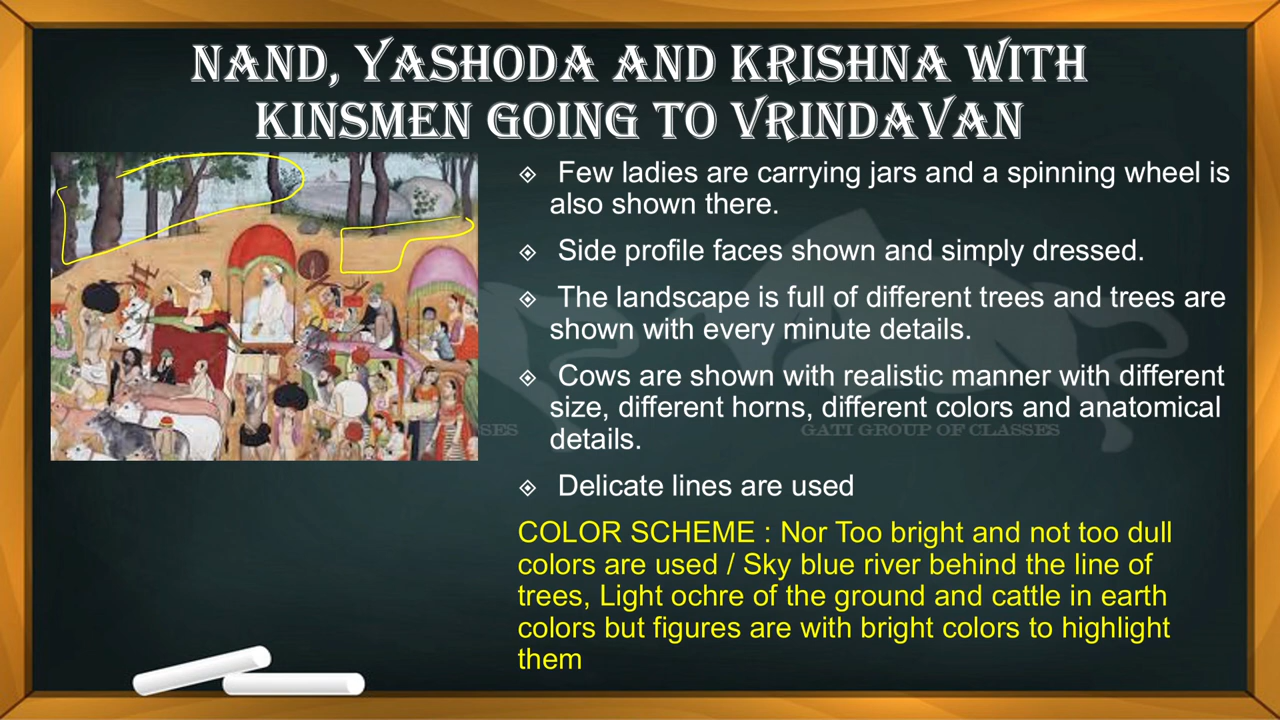 NAND, YASHODA AND KRISHNA WITH
KINSMEN GOING TO VRINDAVAN
Few ladies are carrying jars and a spinning wheel is
also shown there.
Side profile faces shown and simply dressed.
The landscape is full of different trees and trees are
shown with every minute details.
Cows are shown with realistic manner with different
size, different horns, different colors and anatomical
details.
SSES
GATI GROUP OF CLASSES
Delicate lines are used
COLOR SCHEME : Nor Too bright and not too dull
colors are used / Sky blue river behind the line of
trees, Light ochre of the ground and cattle in earth
colors but figures are with bright colors to highlight
them